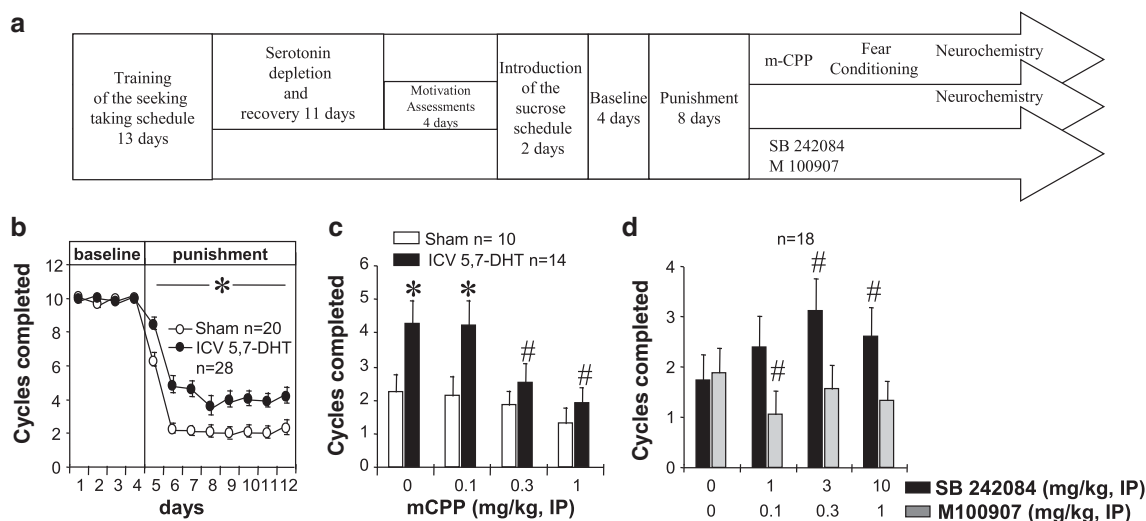 a
Training
of the seeking
taking schedule
13 days
Serotonin
depletion
and
recovery 11 days
Motivation
Assessments
4 days
Introduction
of the
sucrose
schedule
2 days
Baseline
4 days
Punishment
8 days
m-CPP
Fear
Conditioning
Neurochemistry
Neurochemistry
SB 242084
M 100907
b
baseline
punishment
*
Sham n=20
ICV 5,7-DHT
n=28
Cycles completed
12
10
8
6
4
2
0
1 2 3 4 5 6 7 8 9 10 11 12
days
c
Sham n= 10
ICV 5,7-DHT n=14
Cycles completed
6
5
4
3
2
1
0
* * # #
0 0.1 0.3 1
mCPP (mg/kg, IP)
d
n=18
Cycles completed
4
3
2
1
0
# # #
0 1 3 10 SB 242084 (mg/kg, IP)
0 0.1 0.3 1 M100907 (mg/kg, IP)